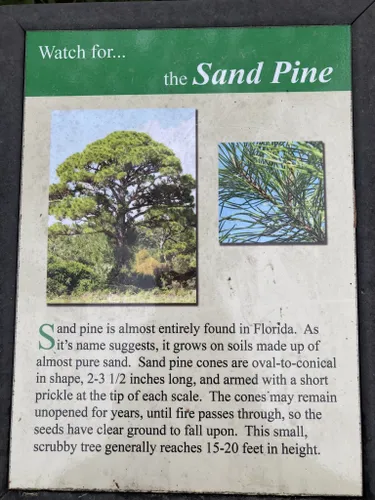 Watch for...
the Sand Pine
Sand pine is almost entirely found in Florida. As
it's name suggests, it grows on soils made up of
almost pure sand. Sand pine cones are oval-to-conical
in shape, 2-3 1/2 inches long, and armed with a short
prickle at the tip of each scale. The cones may remain
unopened for years, until fire passes through, so the
seeds have clear ground to fall upon. This small,
scrubby tree generally reaches 15-20 feet in height.